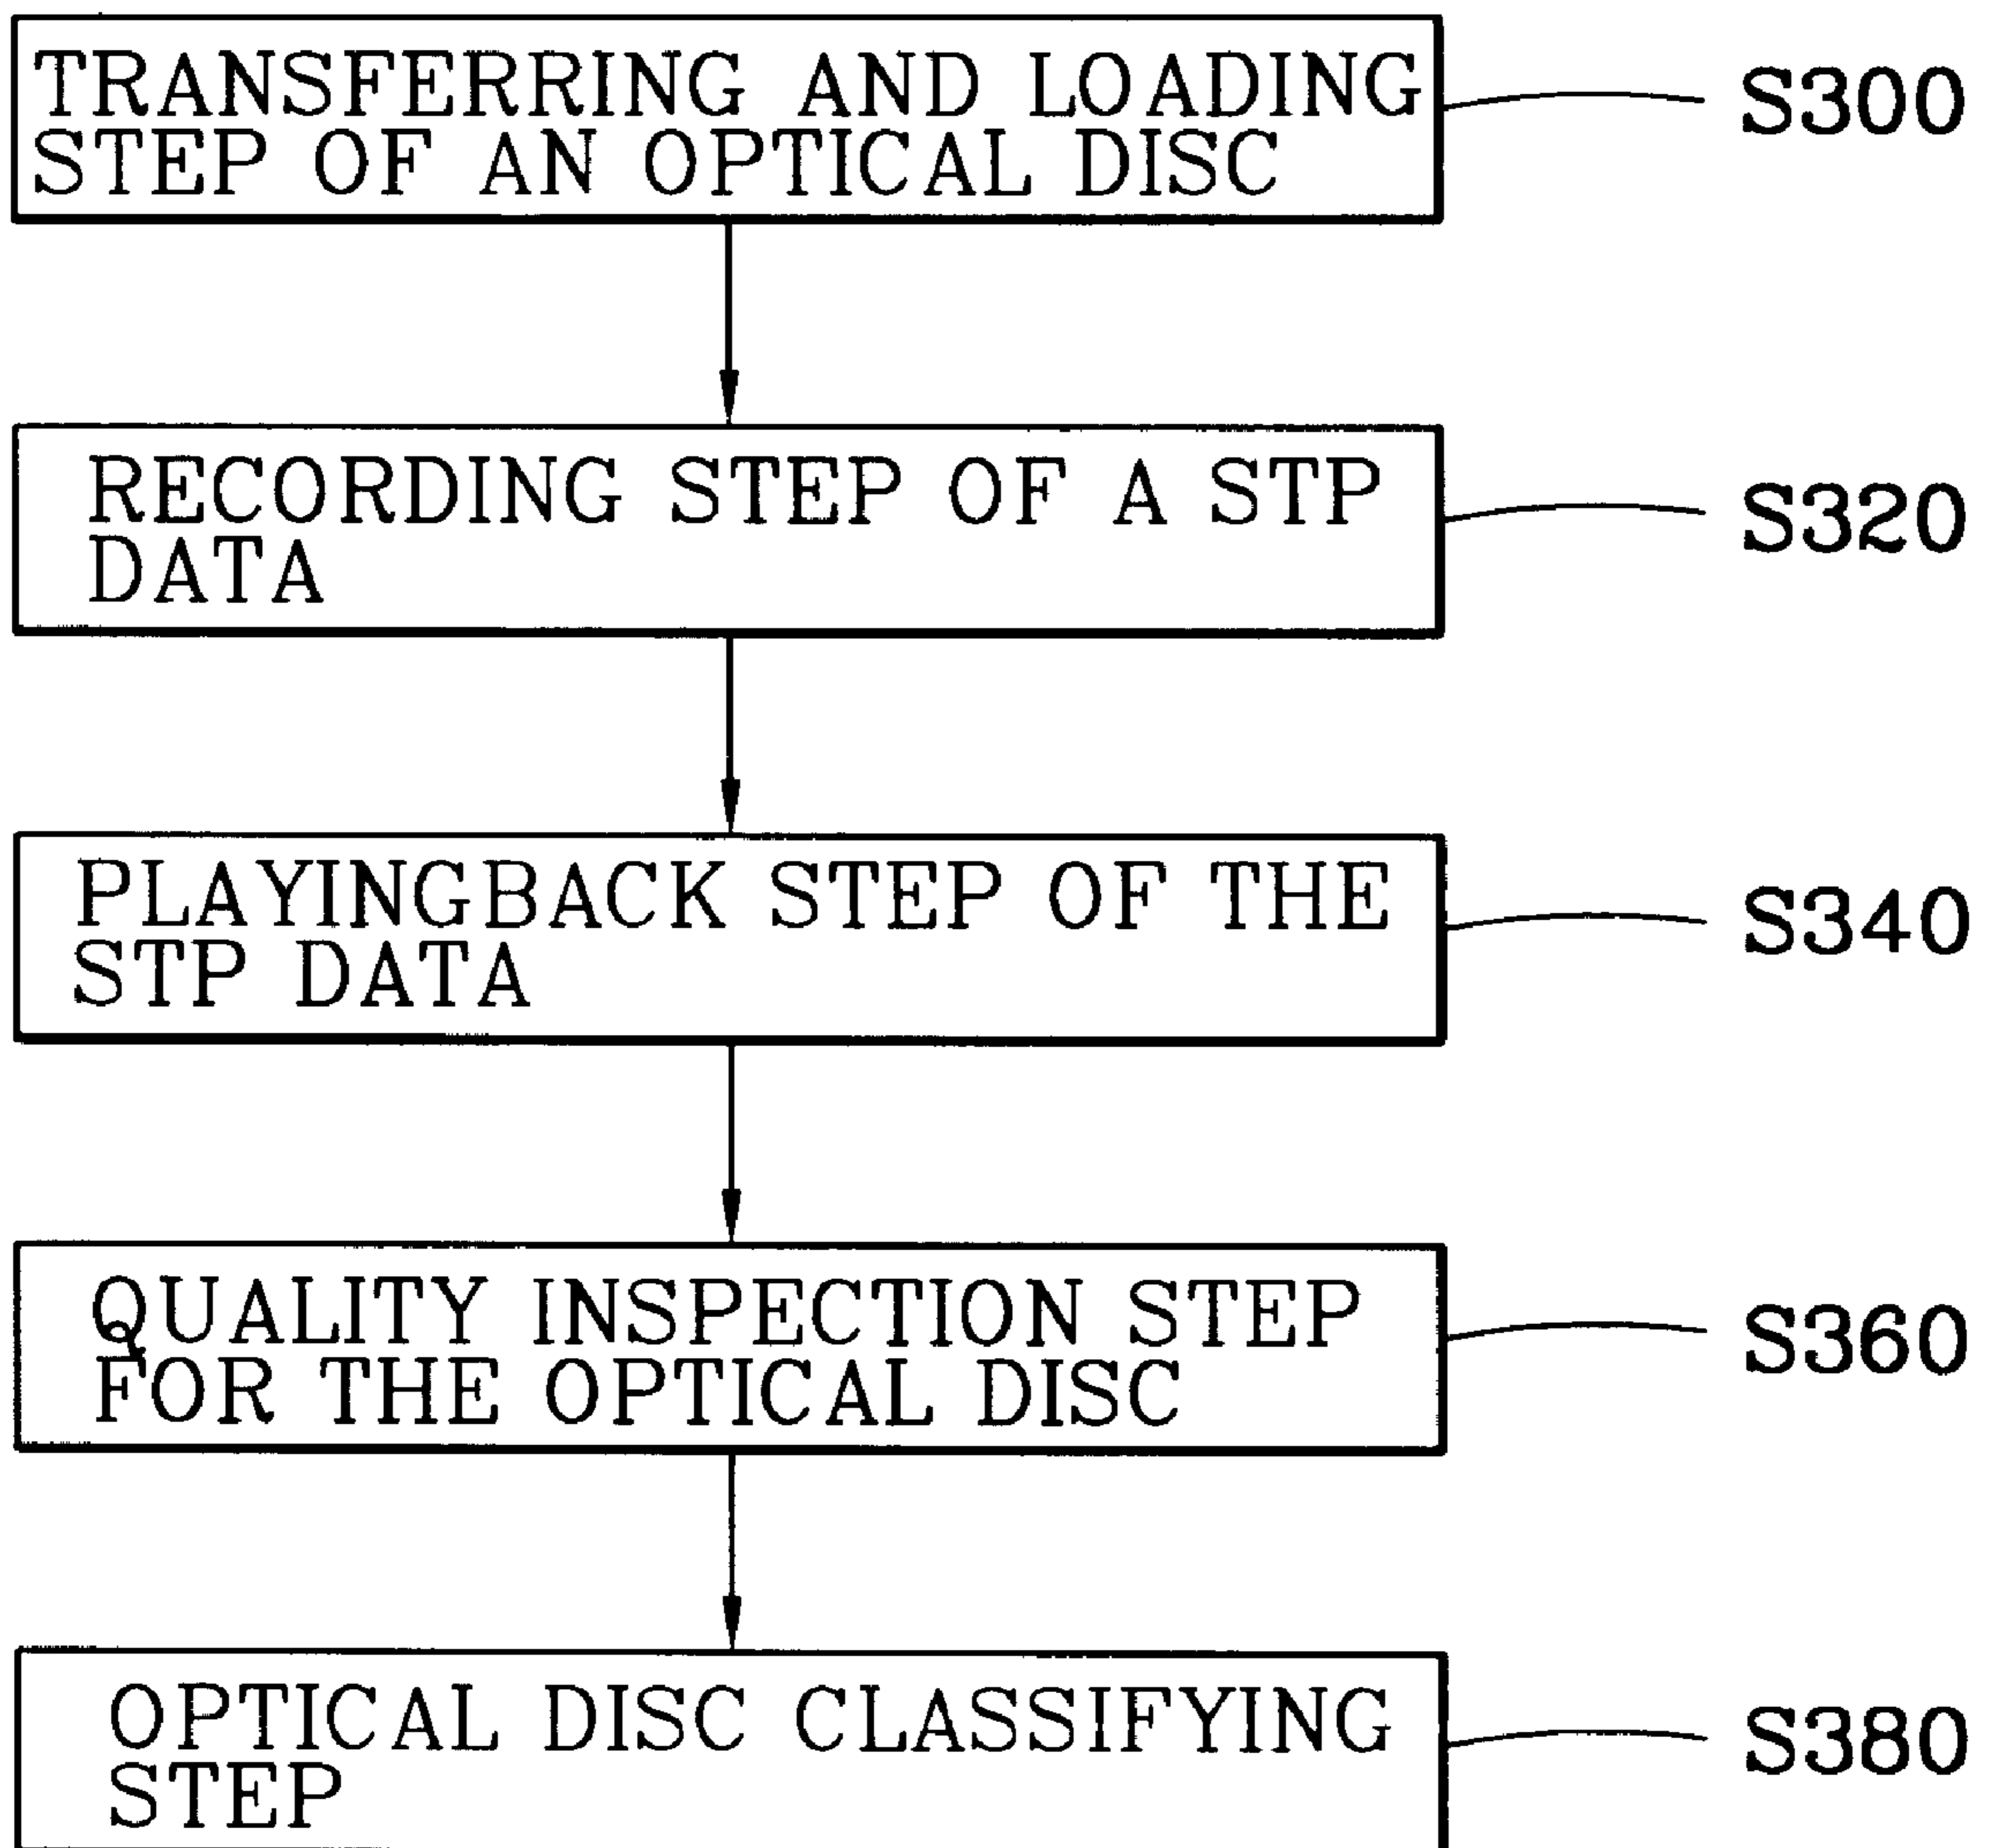 TRANSFERRING AND LOADING
STEP OF AN OPTICAL DISC
S300
RECORDING STEP OF A STP
DATA
S320
PLAYINGBACK STEP OF THE
STP DATA
S340
QUALITY INSPECTION STEP
FOR THE OPTICAL DISC
S360
OPTICAL DISC CLASSIFYING
STEP
S380